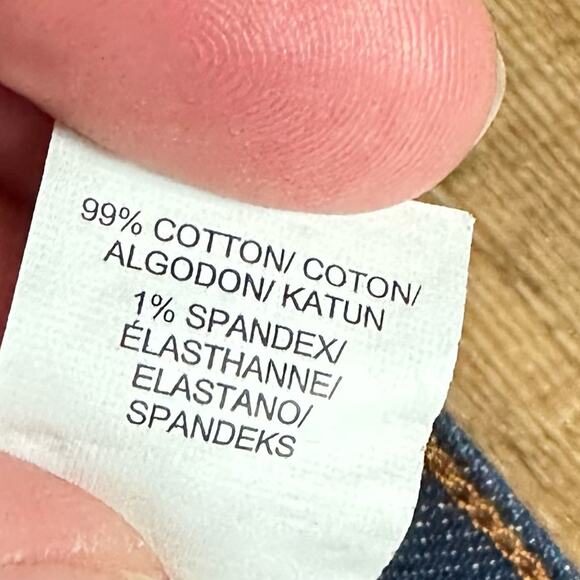 99% COTTON/ COTON/
ALGODON/ KATUN
1% SPANDEX/
ÉLASTHANNE/
ELASTANO/
SPANDEKS